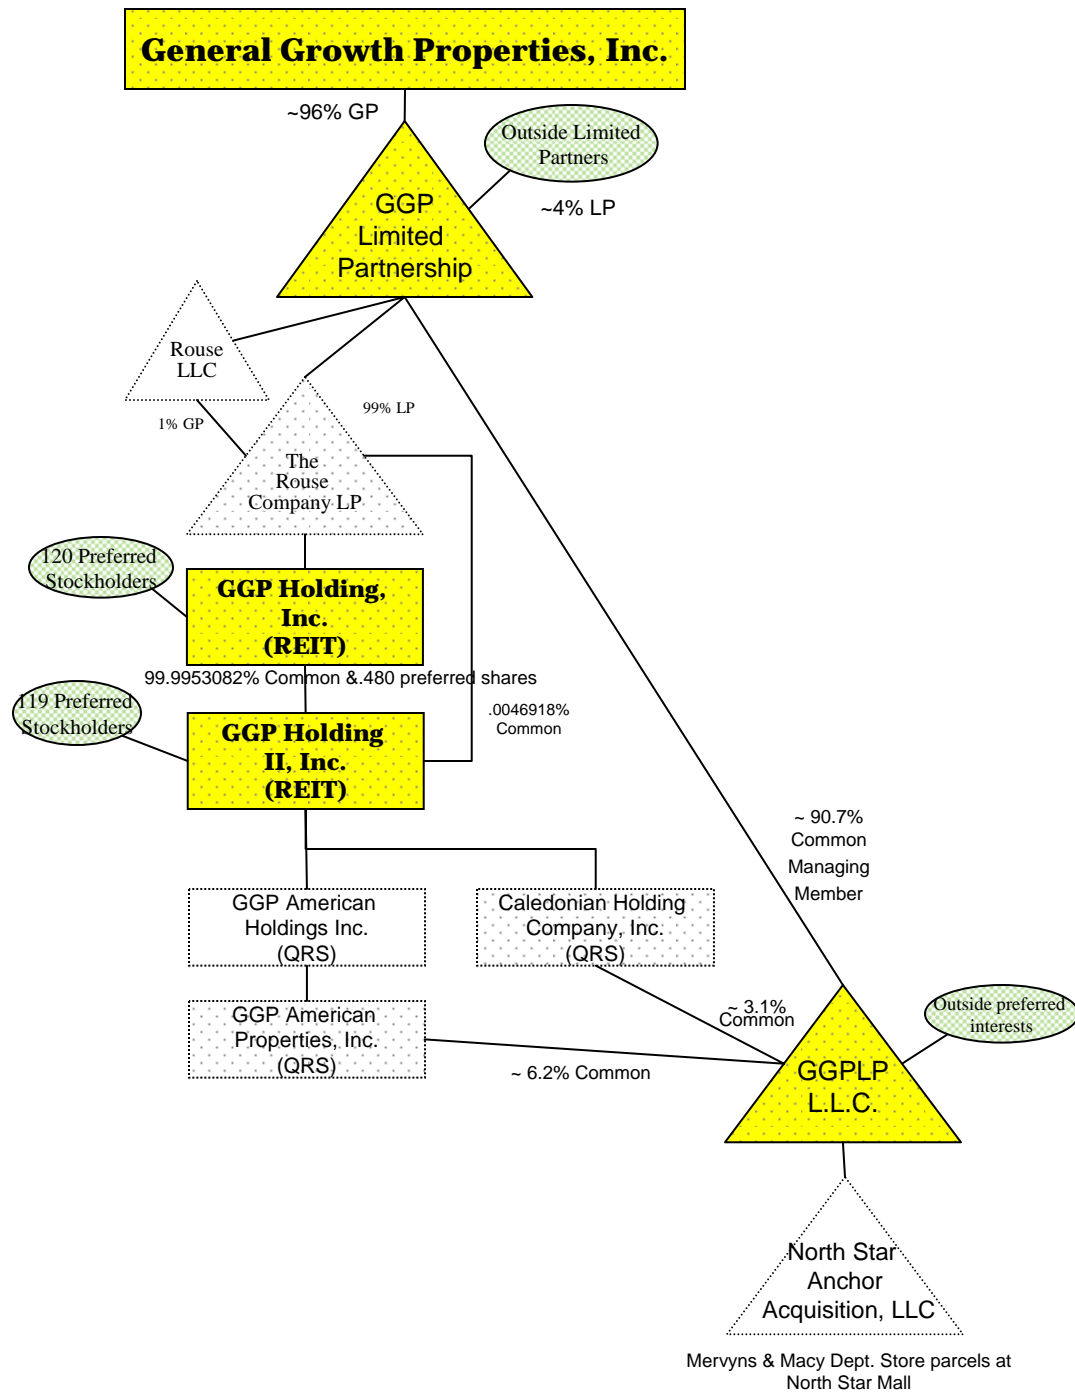 General Growth Properties, Inc.
~96% GP
Outside Limited
Partners
~4% LP
GGP
Limited
Partnership
Rouse
LLC
1% GP
99% LP
The
Rouse
Company LP
120 Preferred
Stockholders
GGP Holding,
Inc.
(REIT)
99.9953082% Common &.480 preferred shares
.0046918%
Common
119 Preferred
Stockholders
GGP Holding
II, Inc.
(REIT)
~ 90.7%
Common
Managing
Member
GGP American
Holdings Inc.
(QRS)
Caledonian Holding
Company, Inc.
(QRS)
~ 3.1%
Common
GGP American
Properties, Inc.
(QRS)
~ 6.2% Common
Outside preferred
interests
GGPLP
L.L.C.
North Star
Anchor
Acquisition, LLC
Mervyns & Macy Dept. Store parcels at
North Star Mall